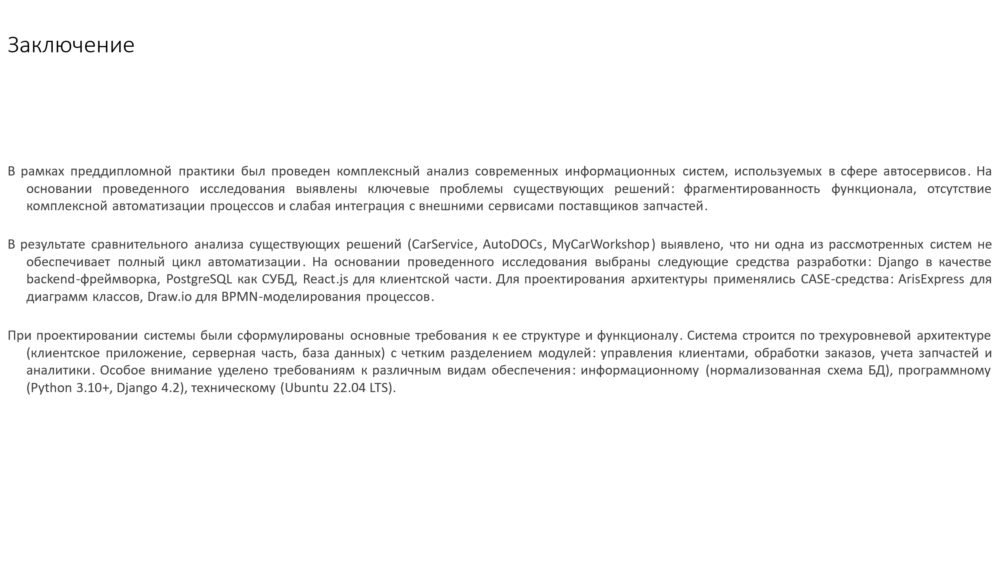 Заключение
В рамках преддипломной практики был проведен комплексный анализ современных информационных систем, используемых в сфере автосервисов. На
основании проведенного исследования выявлены ключевые проблемы существующих решений: фрагментированность функционала, отсутствие
комплексной автоматизации процессов и слабая интеграция с внешними сервисами поставщиков запчастей.
В результате сравнительного анализа существующих решений (CarService, AutoDOCs, MyCarWorkshop) выявлено, что ни одна из рассмотренных систем не
обеспечивает полный цикл автоматизации. На основании проведенного исследования выбраны следующие средства разработки: Django в качестве
backend-фреймворка, PostgreSQL как СУБД, React.js для клиентской части. Для проектирования архитектуры применялись CASE-средства: ArisExpress для
диаграмм классов, Draw.io для BPMN-моделирования процессов.
При проектировании системы были сформулированы основные требования к ее структуре и функционалу. Система строится по трехуровневой архитектуре
(клиентское приложение, серверная часть, база данных) с четким разделением модулей: управления клиентами, обработки заказов, учета запчастей и
аналитики. Особое внимание уделено требованиям к различным видам обеспечения: информационному (нормализованная схема БД), программному
(Python 3.10+, Django 4.2), техническому (Ubuntu 22.04 LTS).